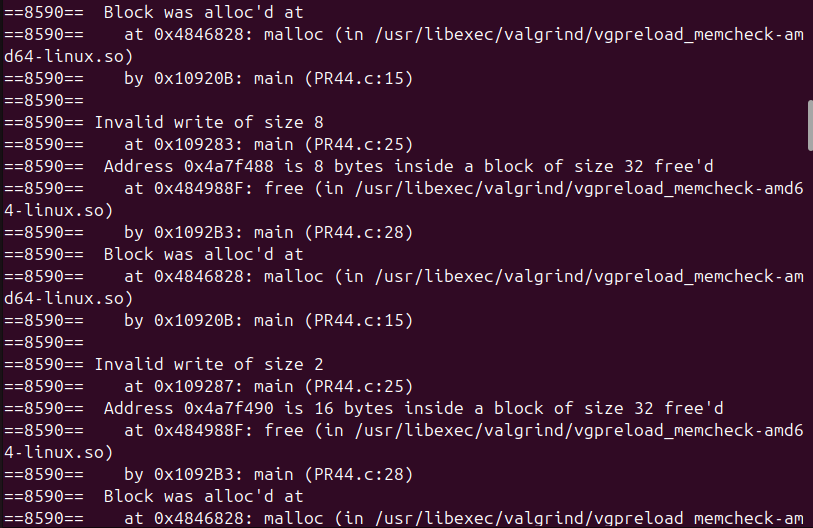 ==8590==  Block was alloc'd at
==8590==    at 0x4846828: malloc (in /usr/libexec/valgrind/vgpreload_memcheck-am
d64-linux.so)
==8590==    by 0x10920B: main (PR44.c:15)
==8590==
==8590== Invalid write of size 8
==8590==    at 0x109283: main (PR44.c:25)
==8590==  Address 0x4a7f488 is 8 bytes inside a block of size 32 free'd
==8590==    at 0x484988F: free (in /usr/libexec/valgrind/vgpreload_memcheck-amd6
4-linux.so)
==8590==    by 0x1092B3: main (PR44.c:28)
==8590==  Block was alloc'd at
==8590==    at 0x4846828: malloc (in /usr/libexec/valgrind/vgpreload_memcheck-am
d64-linux.so)
==8590==    by 0x10920B: main (PR44.c:15)
==8590==
==8590== Invalid write of size 2
==8590==    at 0x109287: main (PR44.c:25)
==8590==  Address 0x4a7f490 is 16 bytes inside a block of size 32 free'd
==8590==    at 0x484988F: free (in /usr/libexec/valgrind/vgpreload_memcheck-amd6
4-linux.so)
==8590==    by 0x1092B3: main (PR44.c:28)
==8590==  Block was alloc'd at
==8590==    at 0x4846828: malloc (in /usr/libexec/valgrind/vgpreload_memcheck-am